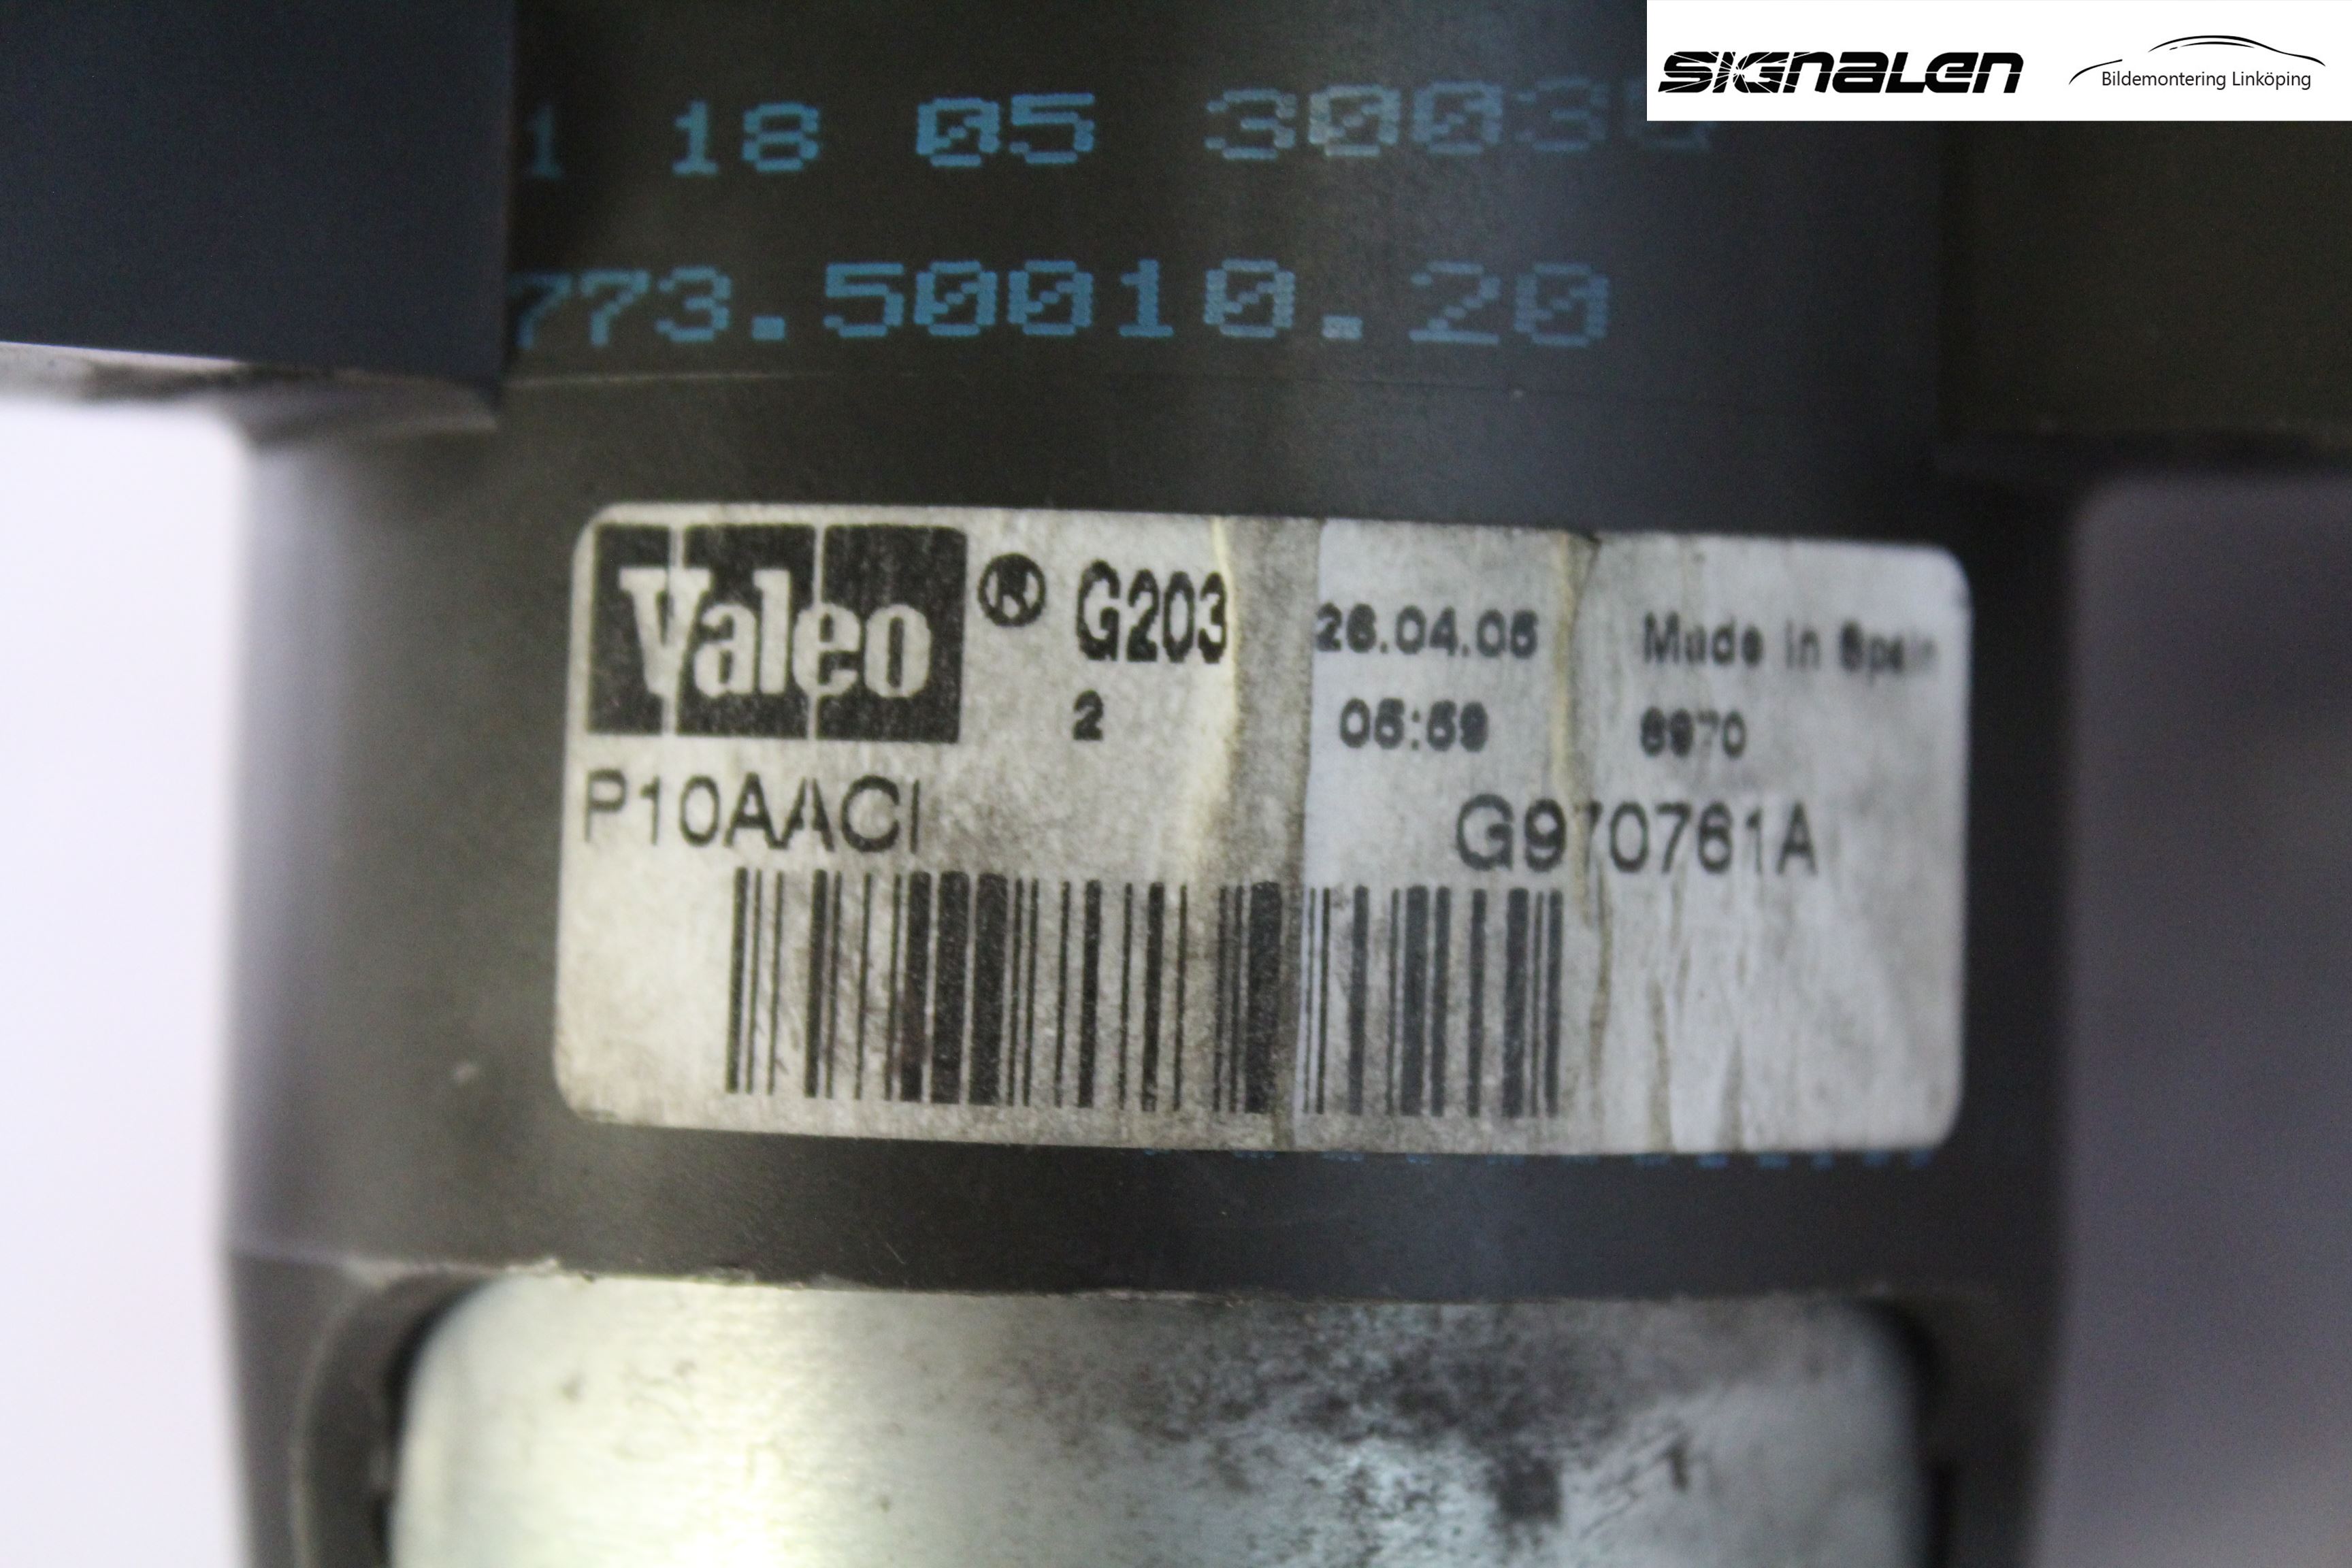 SIGNALEN Bildemontering Linköping
1 18 05 3003
773.50010.20
Valeo ® G203 26.04.05 Made in Spain
2 05:59 6970
P10AACI G970761A